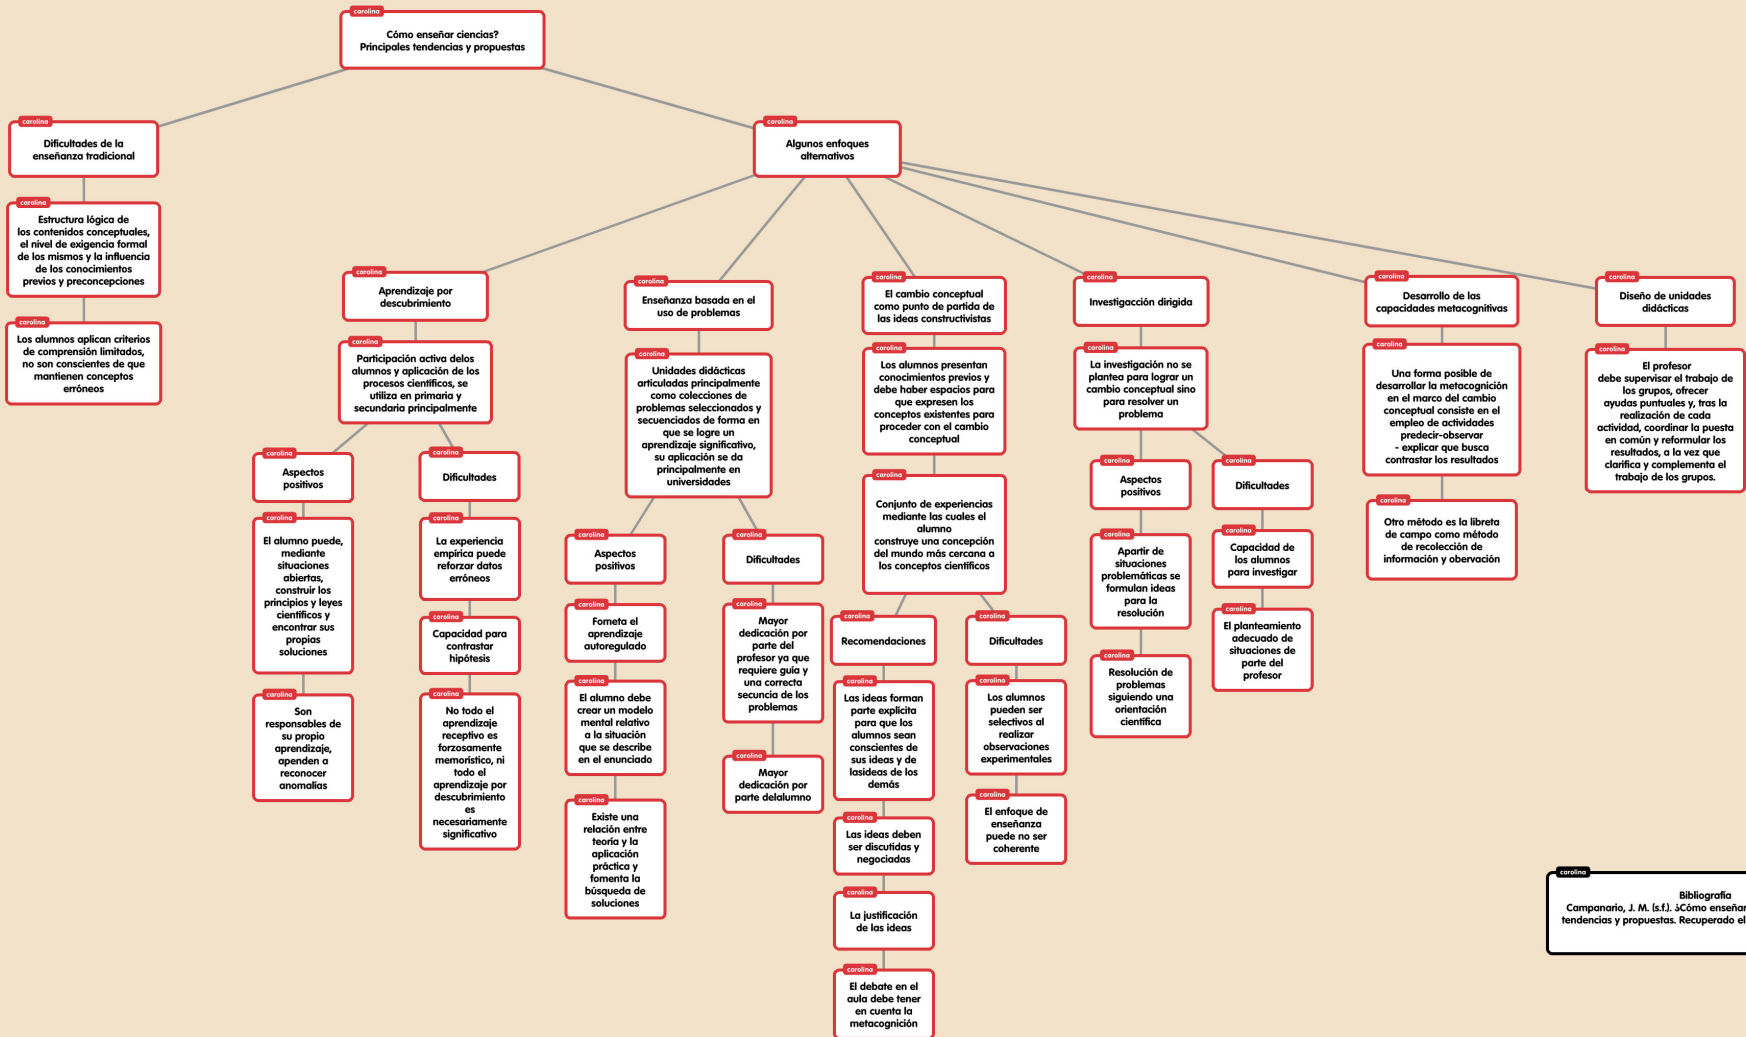 carolina
Cómo enseñar ciencias?
Principales tendencias y propuestas
carolina
Dificultades de la
enseñanza tradicional
carolina
Estructura lógica de
los contenidos conceptuales,
el nivel de exigencia formal
de los mismos y la influencia
de los conocimientos
previos y preconcepciones
carolina
Los alumnos aplican criterios
de comprensión limitados,
no son conscientes de que
mantienen conceptos
erróneos
carolina
Algunos enfoques
alternativos
carolina
Aprendizaje por
descubrimiento
carolina
Participación activa delos
alumnos y aplicación de los
procesos científicos, se
utiliza en primaria y
secundaria principalmente
carolina
Aspectos
positivos
carolina
El alumno puede,
mediante
situaciones
abiertas,
construir los
principios y leyes
científicos y
encontrar sus
propias
soluciones
carolina
Son
responsables de
su propio
aprendizaje,
apenden a
reconocer
anomalías
carolina
Dificultades
carolina
La experiencia
empírica puede
reforzar datos
erróneos
carolina
Capacidad para
contrastar
hipótesis
carolina
No todo el
aprendizaje
receptivo es
forzosamente
memorístico, ni
todo el
aprendizaje por
descubrimiento
es
necesariamente
significativo
carolina
Enseñanza basada en el
uso de problemas
carolina
Unidades didácticas
articuladas principalmente
como colecciones de
problemas seleccionados y
secuenciados de forma en
que se logre un
aprendizaje significativo,
su aplicación se da
principalmente en
universidades
carolina
Aspectos
positivos
carolina
Fometa el
aprendizaje
autoregulado
carolina
El alumno debe
crear un modelo
mental relativo
a la situación
que se describe
en el enunciado
carolina
Existe una
relación entre
teoría y la
aplicación
práctica y
fomenta la
búsqueda de
soluciones
carolina
Dificultades
carolina
Mayor
dedicación por
parte del
profesor ya que
requiere guía y
una correcta
secuncia de los
problemas
carolina
Mayor
dedicación por
parte delalumno
carolina
El cambio conceptual
como punto de partida de
las ideas constructivistas
carolina
Los alumnos presentan
conocimientos previos y
debe haber espacios para
que expresen los
conceptos existentes para
proceder con el cambio
conceptual
carolina
Conjunto de experiencias
mediante las cuales el
alumno
construye una concepción
del mundo más cercana a
los conceptos científicos
carolina
Recomendaciones
carolina
Las ideas forman
parte explícita
para que los
alumnos sean
conscientes de
sus ideas y de
lasideas de los
demás
carolina
Las ideas deben
ser discutidas y
negociadas
carolina
La justificación
de las ideas
carolina
El debate en el
aula debe tener
en cuenta la
metacognición
carolina
Dificultades
carolina
Los alumnos
pueden ser
selectivos al
realizar
observaciones
experimentales
carolina
El enfoque de
enseñanza
puede no ser
coherente
carolina
Investigacción dirigida
carolina
La investigación no se
plantea para lograr un
cambio conceptual sino
para resolver un
problema
carolina
Aspectos
positivos
carolina
Apartir de
situaciones
problemáticas se
formulan ideas
para la
resolución
carolina
Resolución de
problemas
siguiendo una
orientación
científica
carolina
Dificultades
carolina
Capacidad de
los alumnos
para investigar
carolina
El planteamiento
adecuado de
situaciones de
parte del
profesor
carolina
Desarrollo de las
capacidades metacognitivas
carolina
Una forma posible de
desarrollar la metacognición
en el marco del cambio
conceptual consiste en el
empleo de actividades
predecir-observar
- explicar que busca
contrastar los resultados
carolina
Otro método es la libreta
de campo como método
de recolección de
información y obervación
carolina
Diseño de unidades
didácticas
carolina
El profesor
debe supervisar el trabajo de
los grupos, ofrecer
ayudas puntuales y, tras la
realización de cada
actividad, coordinar la puesta
en común y reformular los
resultados, a la vez que
clarifica y complementa el
trabajo de los grupos.
carolina
Bibliografía
Campanario, J. M. (s.f.). ¿Cómo enseñar
tendencias y propuestas. Recuperado el